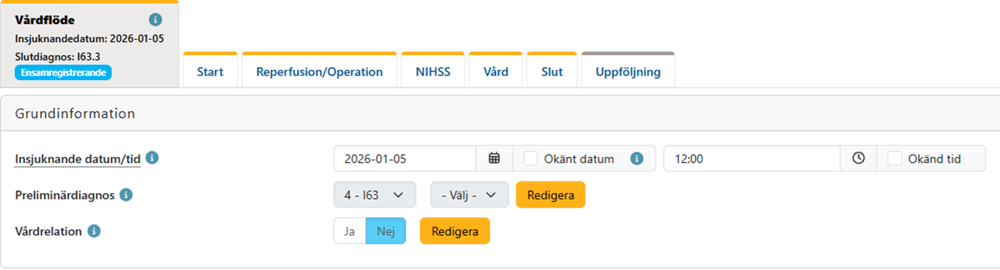 Vårdflöde
Insjuknandedatum: 2026-01-05
Slutdiagnos: I63.3
Ensamregistrerande
Start Reperfusion/Operation NIHSS Vård Slut Uppföljning
Grundinformation
Insjuknande datum/tid 2026-01-05 Okänt datum 12:00 Okänd tid
Preliminärdiagnos 4 - I63 - Välj - Redigera
Vårdrelation Ja Nej Redigera